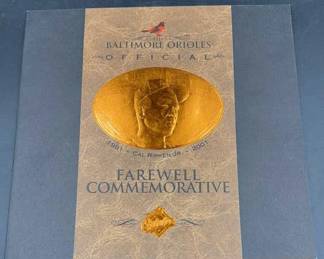 BALTIMORE ORIOLES
OFFICIAL
1981 • CAL RIPKEN JR. • 2001
FAREWELL
COMMEMORATIVE